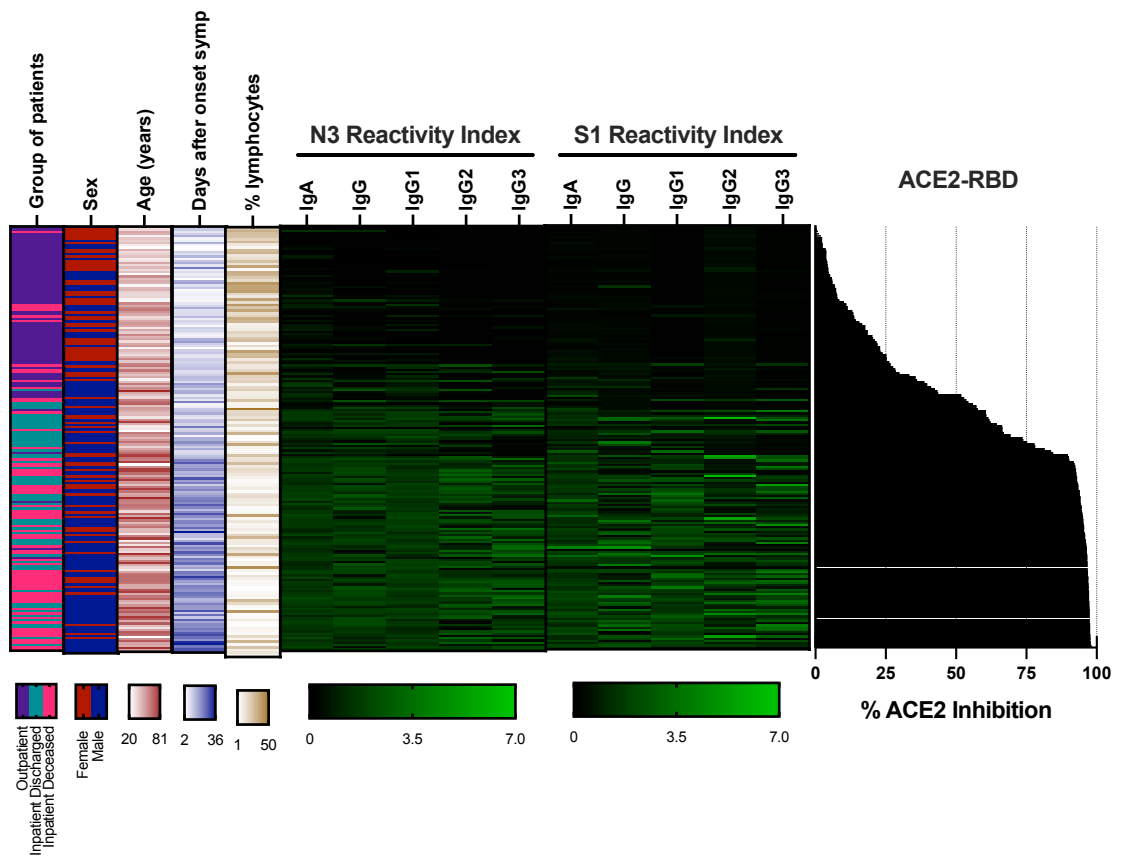 Group of patients
Sex
Age (years)
Days after onset symp
% lymphocytes
N3 Reactivity Index
IgA
IgG
IgG1
IgG2
IgG3
S1 Reactivity Index
IgA
IgG
IgG1
IgG2
IgG3
ACE2-RBD
0 25 50 75 100
% ACE2 Inhibition
Outpatient
Inpatient Discharged
Inpatient Deceased
Female
Male
20 81
2 36
1 50
0 3.5 7.0
0 3.5 7.0